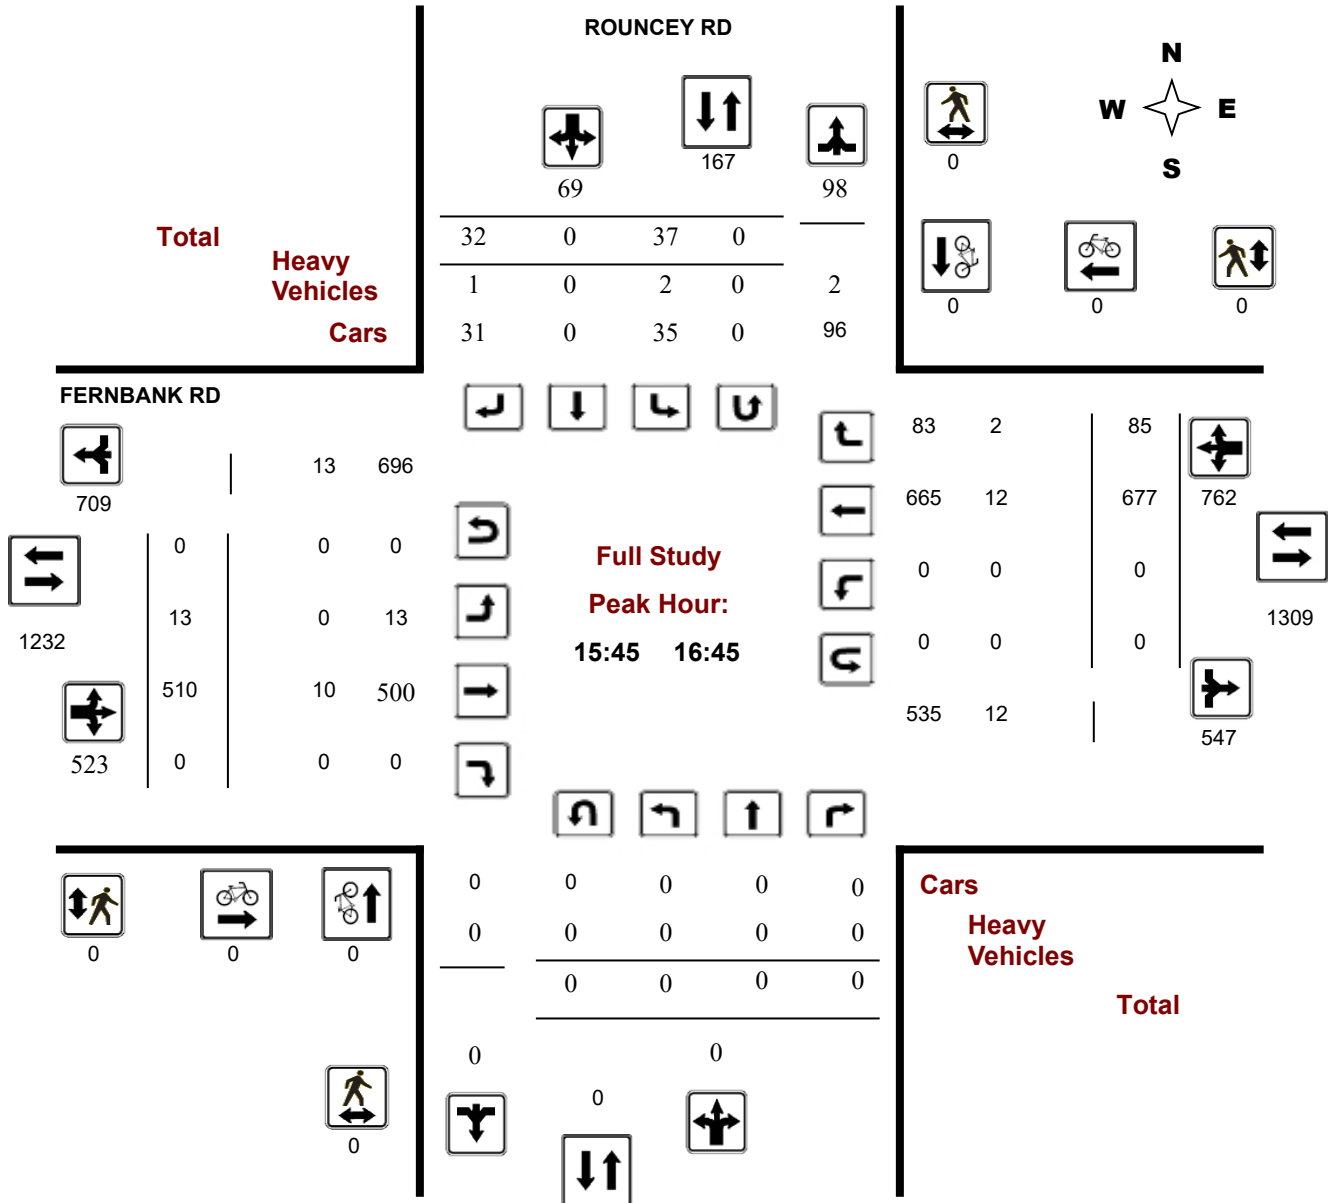 ROUNCEY RD
N
W E
S
167
0
69 98
Total 32 0 37 0
Heavy
Vehicles
1 0 2 0 2
0 0 0
Cars 31 0 35 0 96
FERNBANK RD
83 2 85
13 696
709
665 12 677 762
0 0 0
Full Study
0 0 0
Peak Hour:
13 0 13
1309
1232
15:45 16:45
0 0 0
510 10 500
535 12
547
523 0 0 0
0 0 0 0 0
Cars
Heavy
Vehicles
0 0 0 0 0
0 0 0
0 0 0 0
Total
0 0
0
0